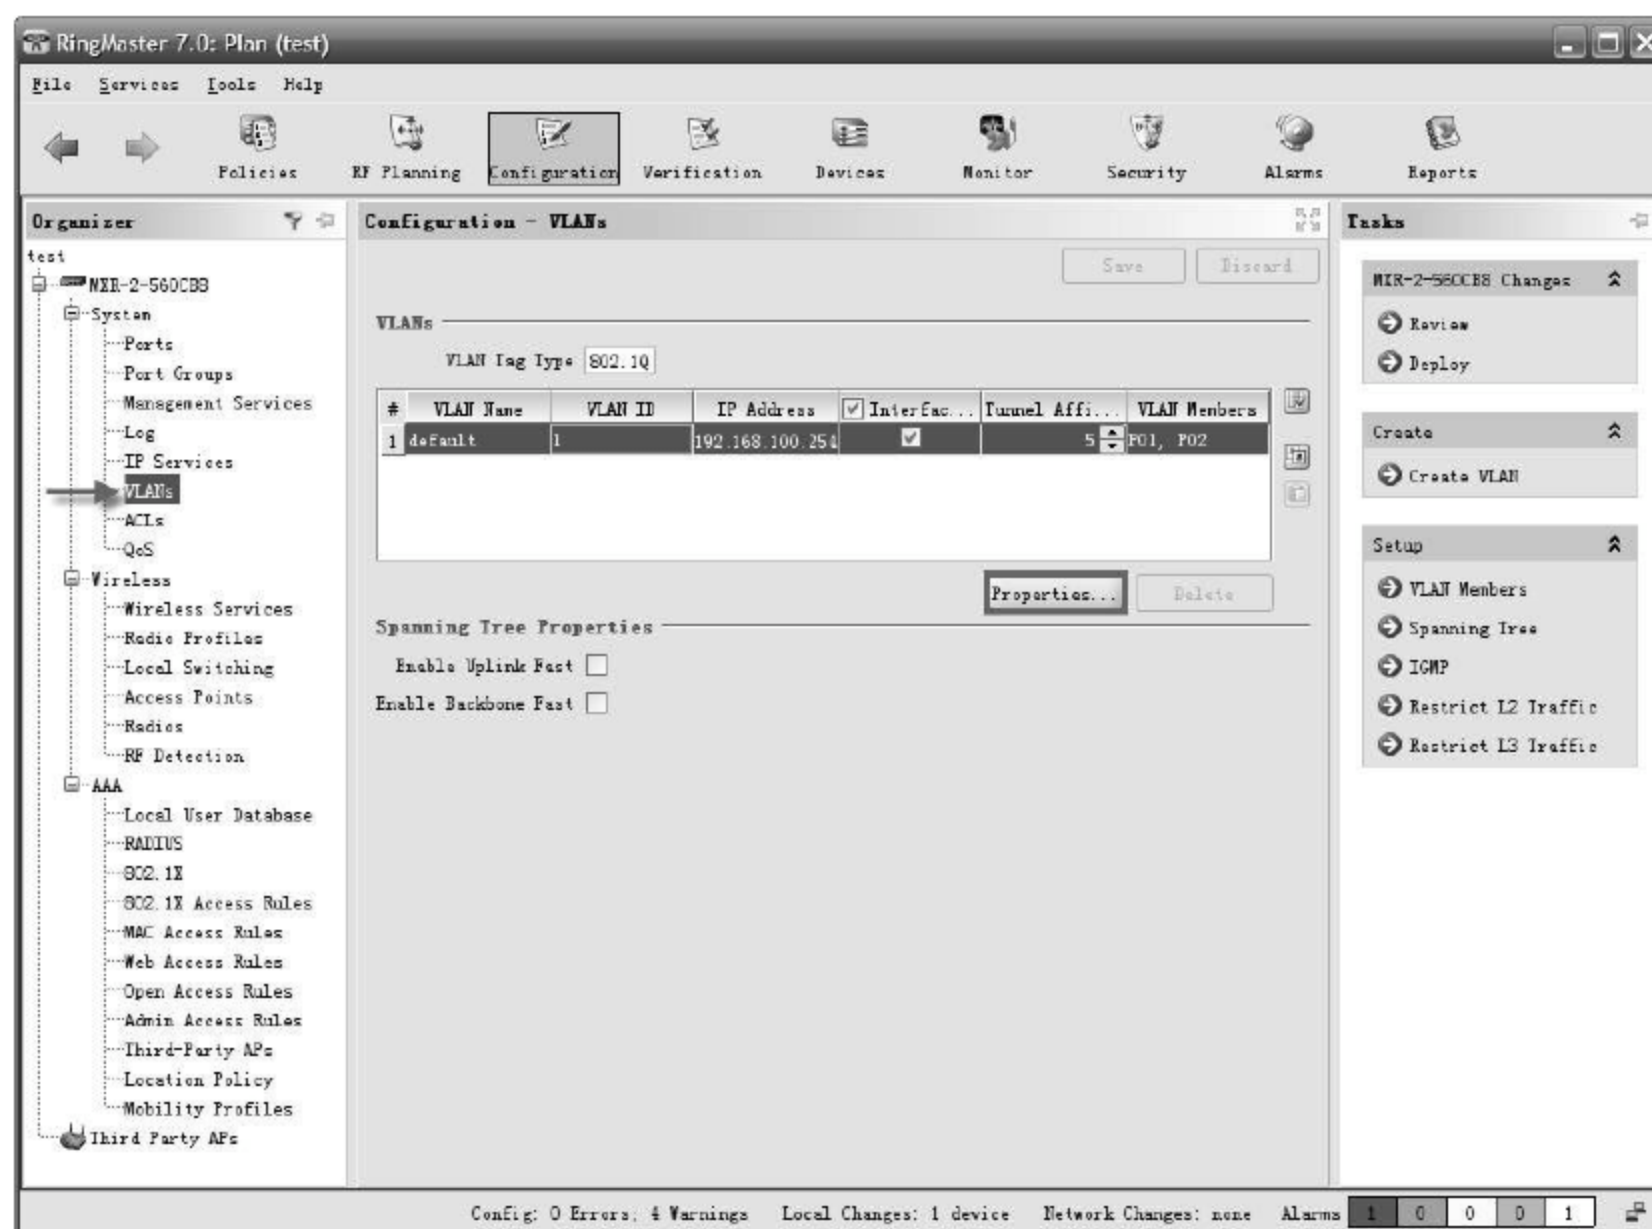 RingMaster 7.0: Plan (test)
File Services Tools Help
Policies RF Planning Configuration Verification Devices Monitor Security Alarms Reports
Organizer
test
MXR-2-560CB8
System
Ports
Port Groups
Management Services
Log
IP Services
VLANs
ACLs
QoS
Wireless
Wireless Services
Radio Profiles
Local Switching
Access Points
Radios
RF Detection
AAA
Local User Database
RADIUS
802.1X
802.1X Access Rules
MAC Access Rules
Web Access Rules
Open Access Rules
Admin Access Rules
Third-Party APs
Location Policy
Mobility Profiles
Third Party APs
Configuration - VLANs
Save Discard
VLANs
VLAN Tag Type 802.1Q
# VLAN Name VLAN ID IP Address Interfac... Tunnel Affi... VLAN Members
1 default 1 192.168.100.254 5 P01, P02
Properties... Delete
Spanning Tree Properties
Enable Uplink Fast
Enable Backbone Fast
Tasks
MXR-2-560CB8 Changes
Review
Deploy
Create
Create VLAN
Setup
VLAN Members
Spanning Tree
IGMP
Restrict L2 Traffic
Restrict L3 Traffic
Config: 0 Errors, 4 Warnings Local Changes: 1 device Network Changes: none Alarms 1 0 0 0 1